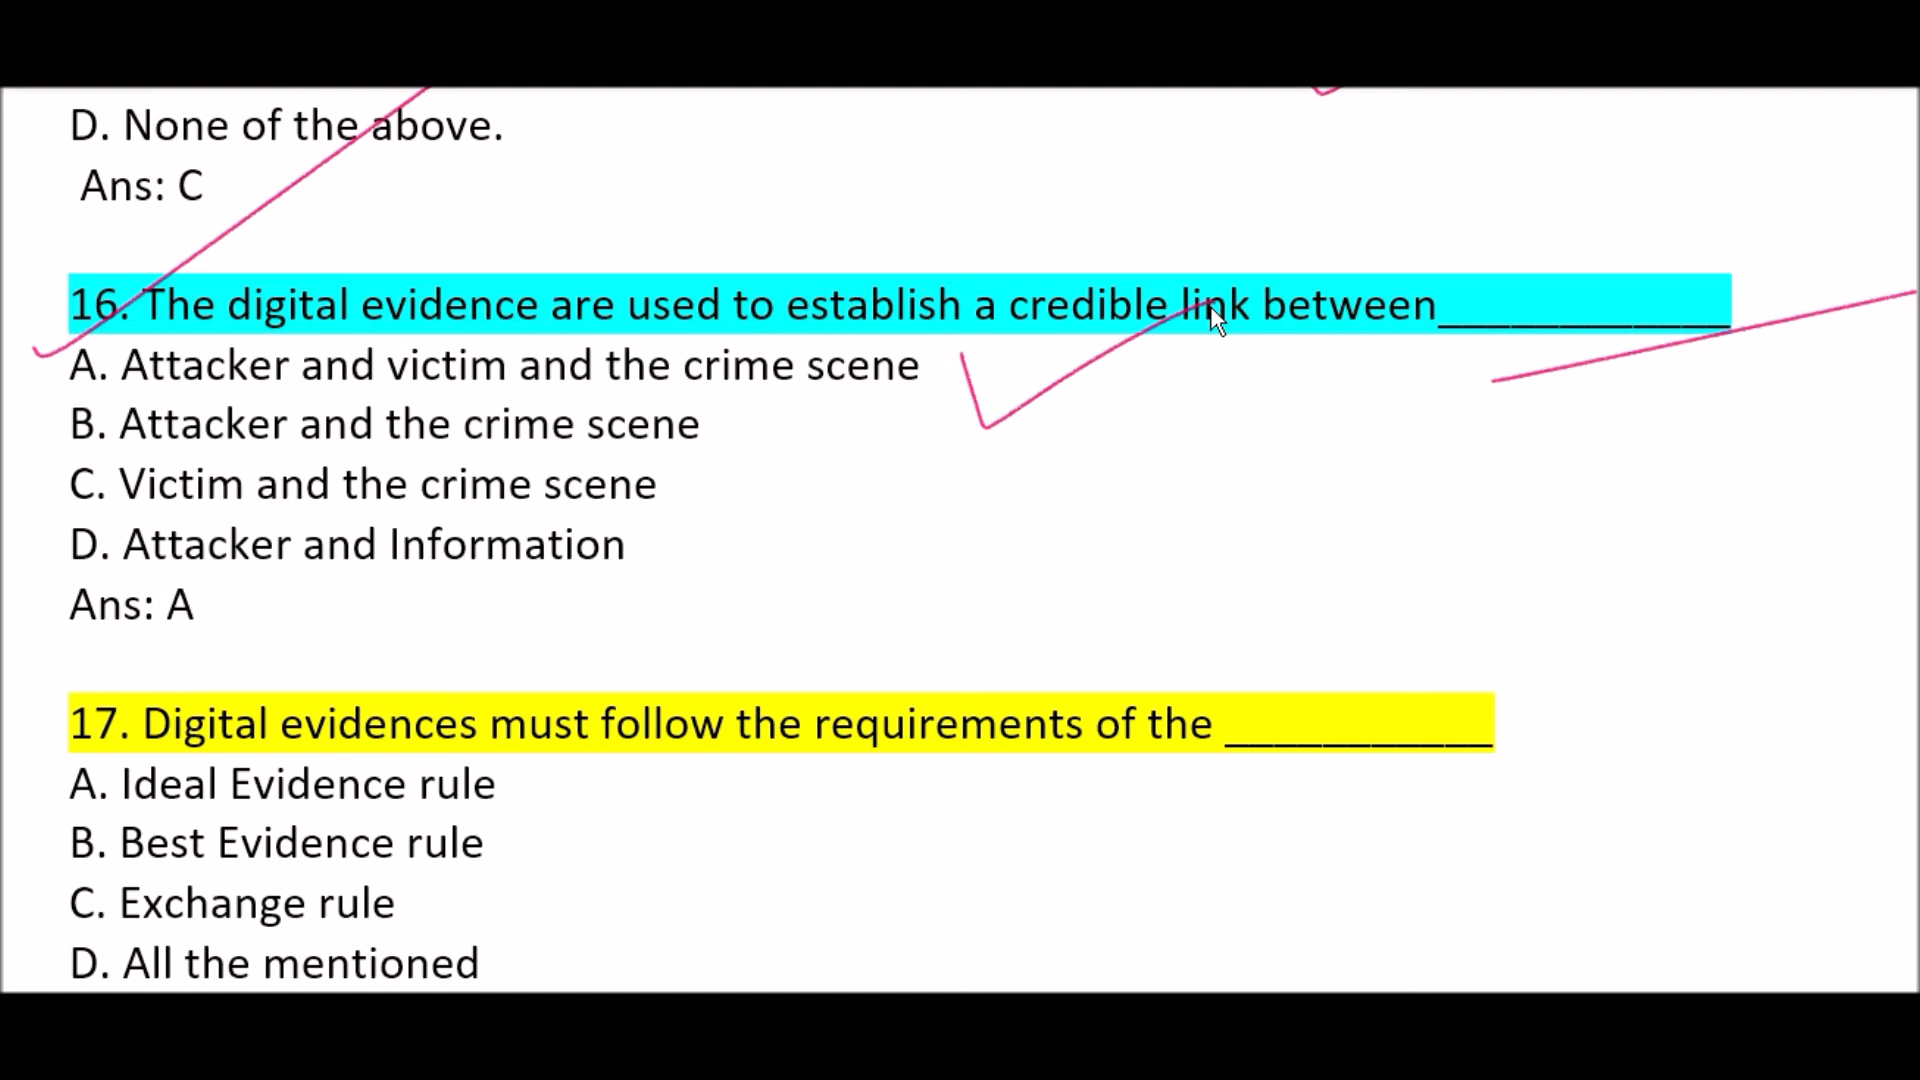 D. None of the above.
Ans: C
16. The digital evidence are used to establish a credible link between____________
A. Attacker and victim and the crime scene
B. Attacker and the crime scene
C. Victim and the crime scene
D. Attacker and Information
Ans: A
17. Digital evidences must follow the requirements of the ___________
A. Ideal Evidence rule
B. Best Evidence rule
C. Exchange rule
D. All the mentioned